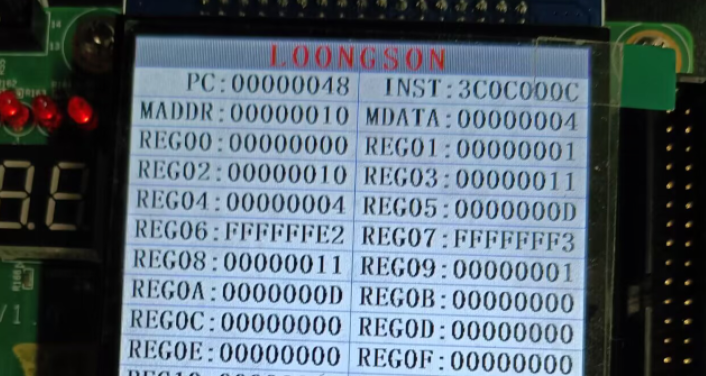 LOONGSON
PC:00000048 INST:3C0C000C
MADDR:00000010 MDATA:00000004
REG00:00000000 REG01:00000001
REG02:00000010 REG03:00000011
REG04:00000004 REG05:0000000D
REG06:FFFFFFE2 REG07:FFFFFFF3
REG08:00000011 REG09:00000001
REG0A:0000000D REG0B:00000000
REG0C:00000000 REG0D:00000000
REG0E:00000000 REG0F:00000000